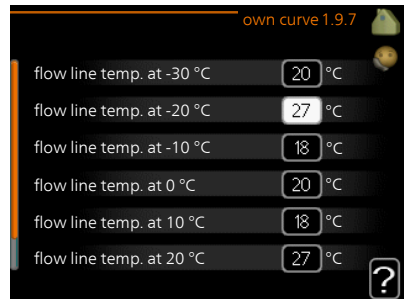 own curve 1.9.7
flow line temp. at -30 °C 20 °C
flow line temp. at -20 °C 27 °C
flow line temp. at -10 °C 18 °C
flow line temp. at 0 °C 20 °C
flow line temp. at 10 °C 18 °C
flow line temp. at 20 °C 27 °C
?